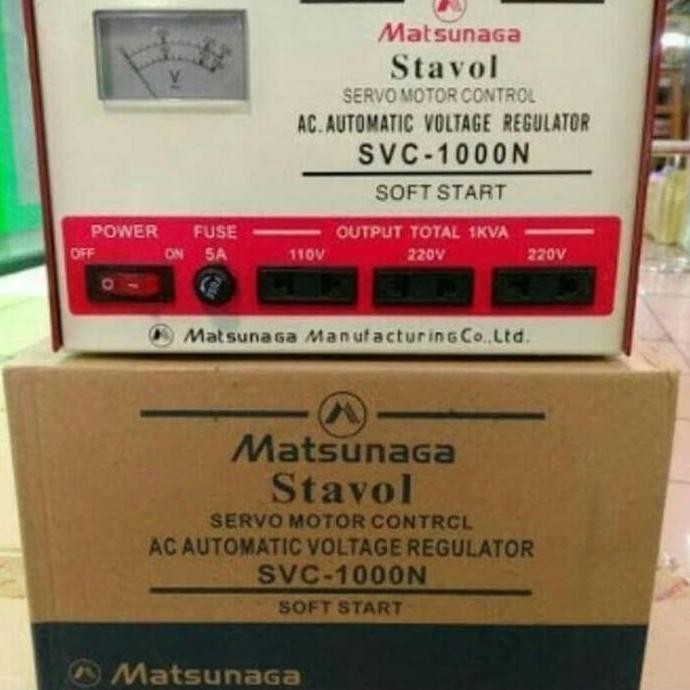 Matsunaga
Stavol
SERVO MOTOR CONTROL
AC. AUTOMATIC VOLTAGE REGULATOR
SVC-1000N
SOFT START
V
POWER FUSE OUTPUT TOTAL 1KVA
OFF ON 5A 110V 220V 220V
Matsunaga Manufacturing Co., Ltd.
Matsunaga
Stavol
SERVO MOTOR CONTRCL
AC AUTOMATIC VOLTAGE REGULATOR
SVC-1000N
SOFT START
Matsunaga